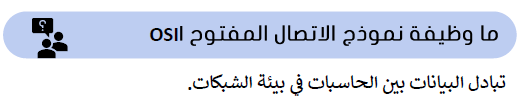 ما وظيفة نموذج الاتصال المفتوح OSI؟
تبادل البيانات بين الحاسبات في بيئة الشبكات.